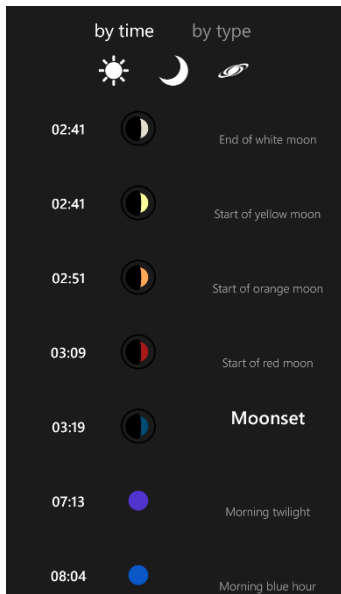 by time by type
02:41 End of white moon
02:41 Start of yellow moon
02:51 Start of orange moon
03:09 Start of red moon
03:19 Moonset
07:13 Morning twilight
08:04 Morning blue hour